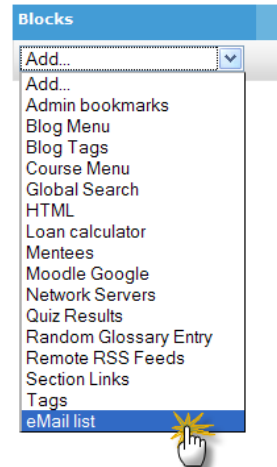 Blocks
Add...
Add...
Admin bookmarks
Blog Menu
Blog Tags
Course Menu
Global Search
HTML
Loan calculator
Mentees
Moodle Google
Network Servers
Quiz Results
Random Glossary Entry
Remote RSS Feeds
Section Links
Tags
eMail list